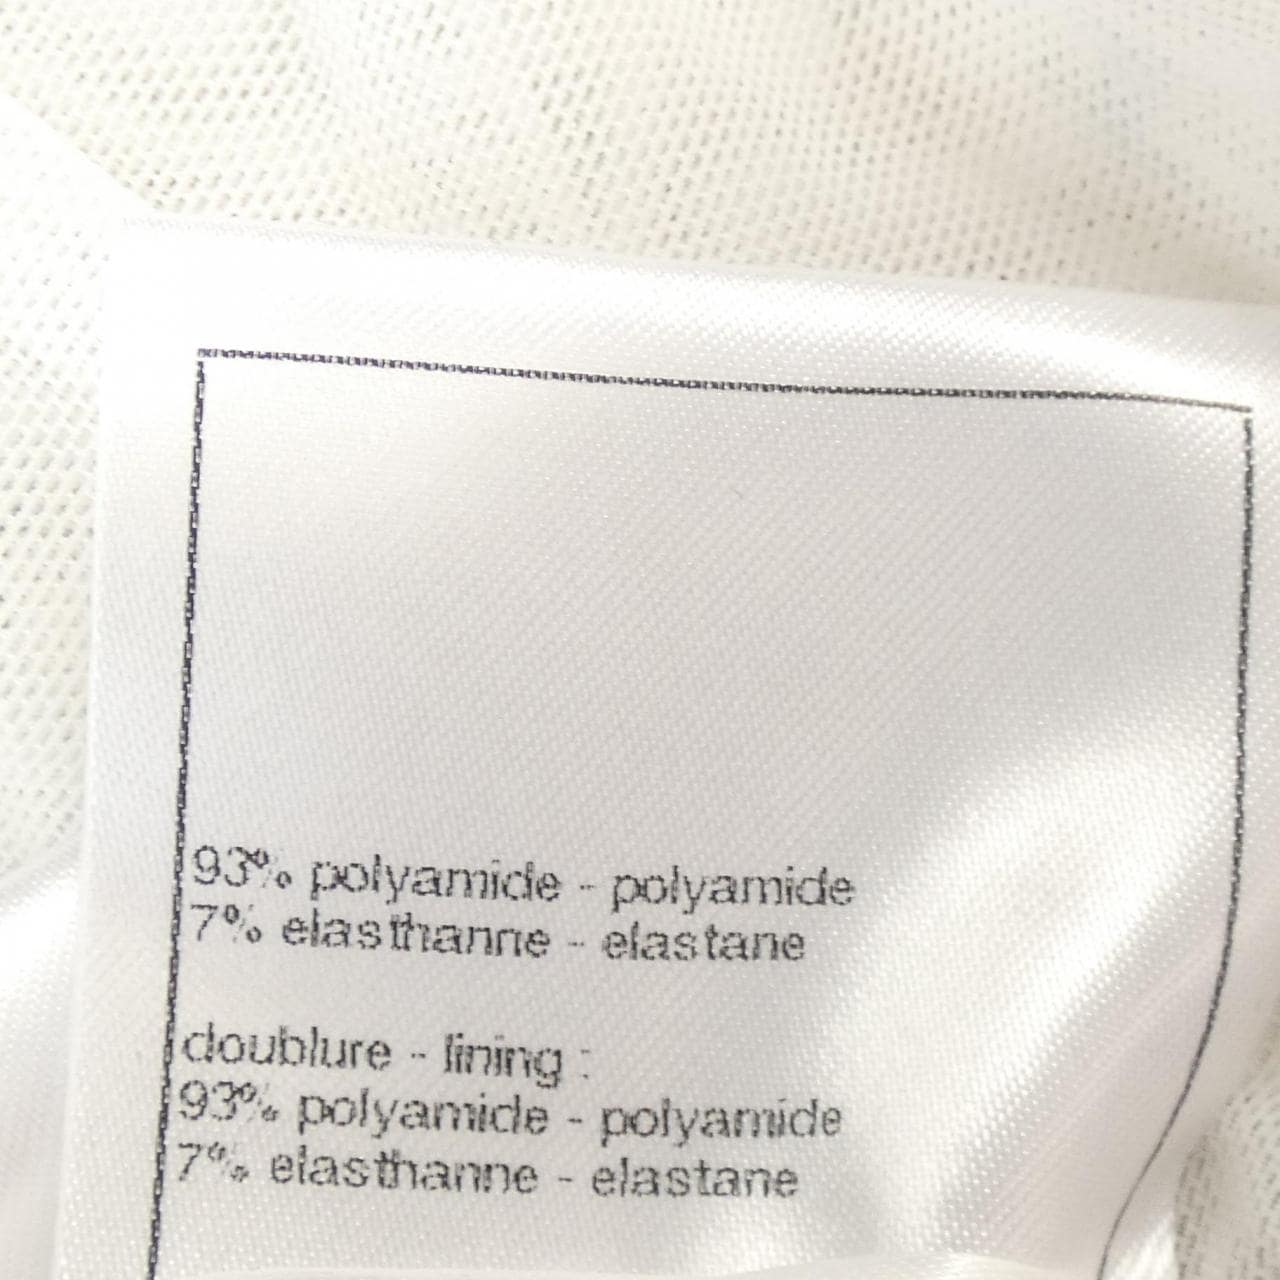 93% polyamide - polyamide
7% elasthanne - elastane
doublure - lining :
93% polyamide - polyamide
7% elasthanne - elastane